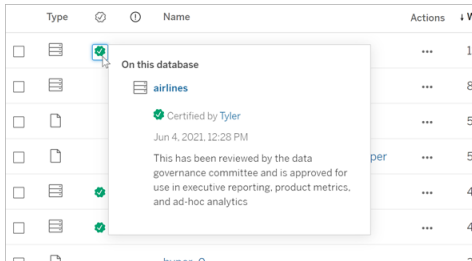 Type Name Actions ↓ W
1
On this database
airlines
8
Certified by Tyler
5
Jun 4, 2021, 12:28 PM
This has been reviewed by the data
per 5
governance committee and is approved for
use in executive reporting, product metrics,
4
and ad-hoc analytics
4